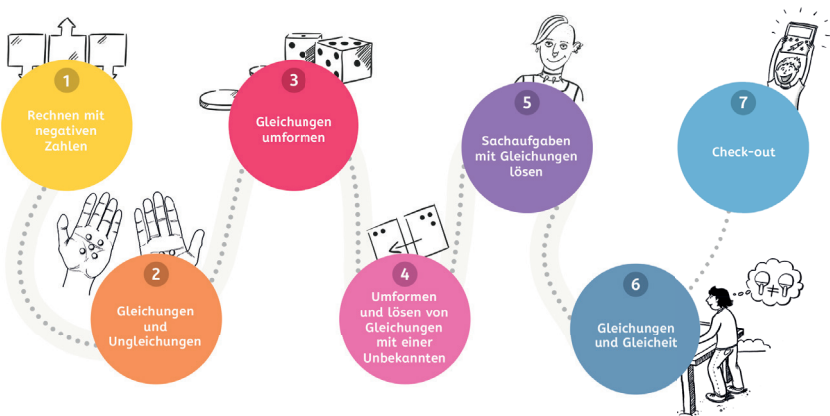 1
Rechnen mit
negativen
Zahlen
2
Gleichungen
und
Ungleichungen
3
Gleichungen
umformen
4
Umformen
und lösen von
Gleichungen
mit einer
Unbekannten
5
Sachaufgaben
mit Gleichungen
lösen
6
Gleichungen
und Gleicheit
7
Check-out
≠